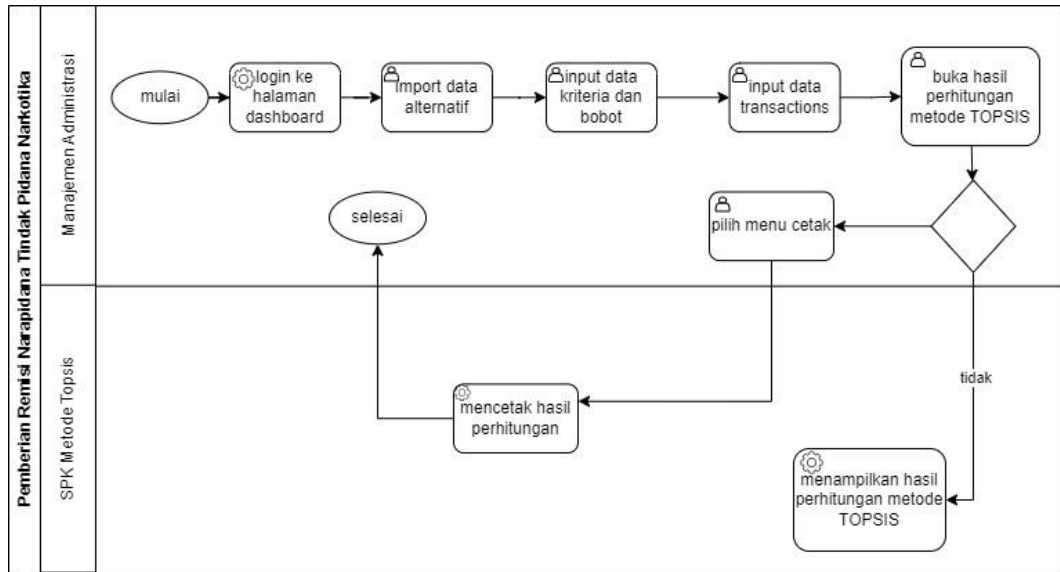 Pemberian Remisi Narapidana Tindak Pidana Narkotika
Manajemen Administrasi
mulai
login ke
halaman
dashboard
import data
alternatif
input data
kriteria dan
bobot
input data
transactions
buka hasil
perhitungan
metode TOPSIS
selesai
pilih menu cetak
SPK Metode Topsis
mencetak hasil
perhitungan
tidak
menampilkan hasil
perhitungan metode
TOPSIS